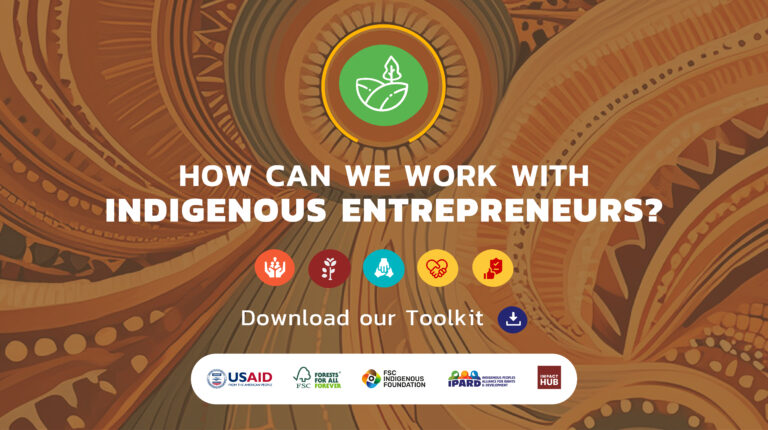 HOW CAN WE WORK WITH
INDIGENOUS ENTREPRENEURS?
Download our Toolkit
USAID
FROM THE AMERICAN PEOPLE
FSC
FORESTS
FOR ALL
FOREVER
FSC
INDIGENOUS
FOUNDATION
iPARD
INDIGENOUS PEOPLES
ALLIANCE FOR RIGHTS
& DEVELOPMENT
IMPACT
HUB